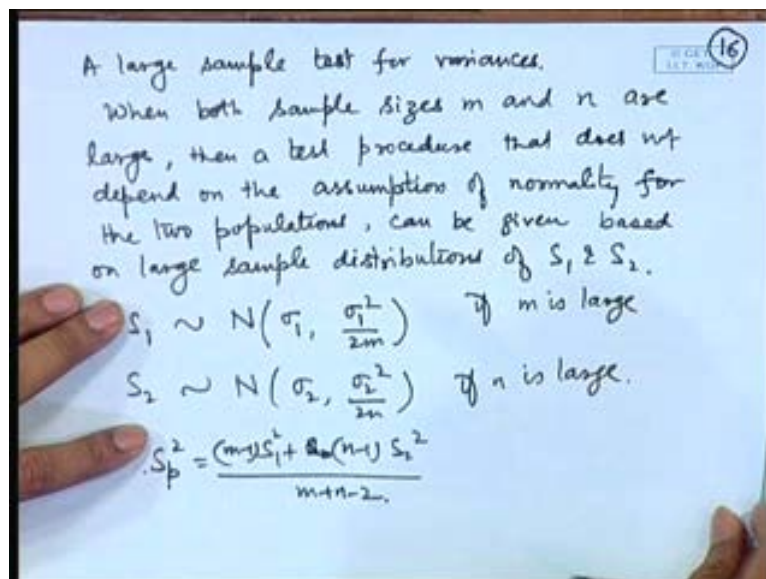 16
A large sample test for variances.
When both sample sizes m and n are
large, then a test procedure that does not
depend on the assumption of normality for
the two populations, can be given based
on large sample distributions of S₁ & S₂.
S₁ ~ N(σ₁, σ₁²/2m) if m is large
S₂ ~ N(σ₂, σ₂²/2n) if n is large.
Sp² = ((m-1)S₁² + (n-1) S₂²)/(m+n-2.)